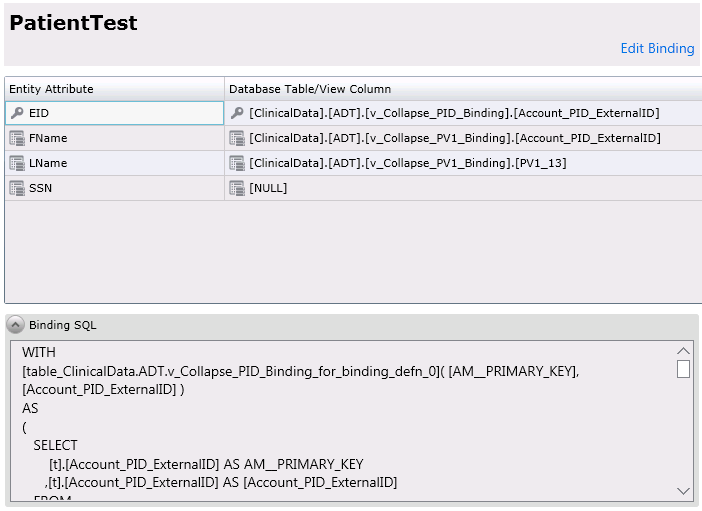 PatientTest
Edit Binding
Entity Attribute Database Table/View Column
EID [ClinicalData].[ADT].[v_Collapse_PID_Binding].[Account_PID_ExternalID]
FName [ClinicalData].[ADT].[v_Collapse_PV1_Binding].[Account_PID_ExternalID]
LName [ClinicalData].[ADT].[v_Collapse_PV1_Binding].[PV1_13]
SSN [NULL]
Binding SQL
WITH
[table_ClinicalData.ADT.v_Collapse_PID_Binding_for_binding_defn_0]( [AM__PRIMARY_KEY],
[Account_PID_ExternalID] )
AS
(
SELECT
[t].[Account_PID_ExternalID] AS AM__PRIMARY_KEY
,[t].[Account_PID_ExternalID] AS [Account_PID_ExternalID]
FROM